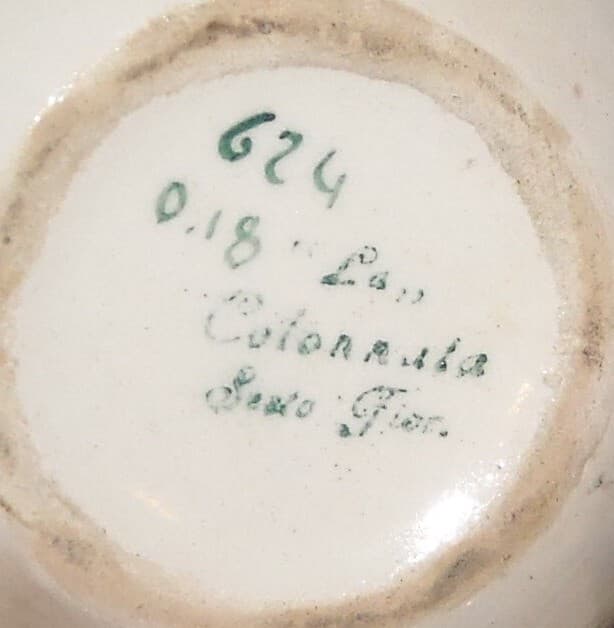 624
0.18 "La„
Colonnata
Sesto Fior.